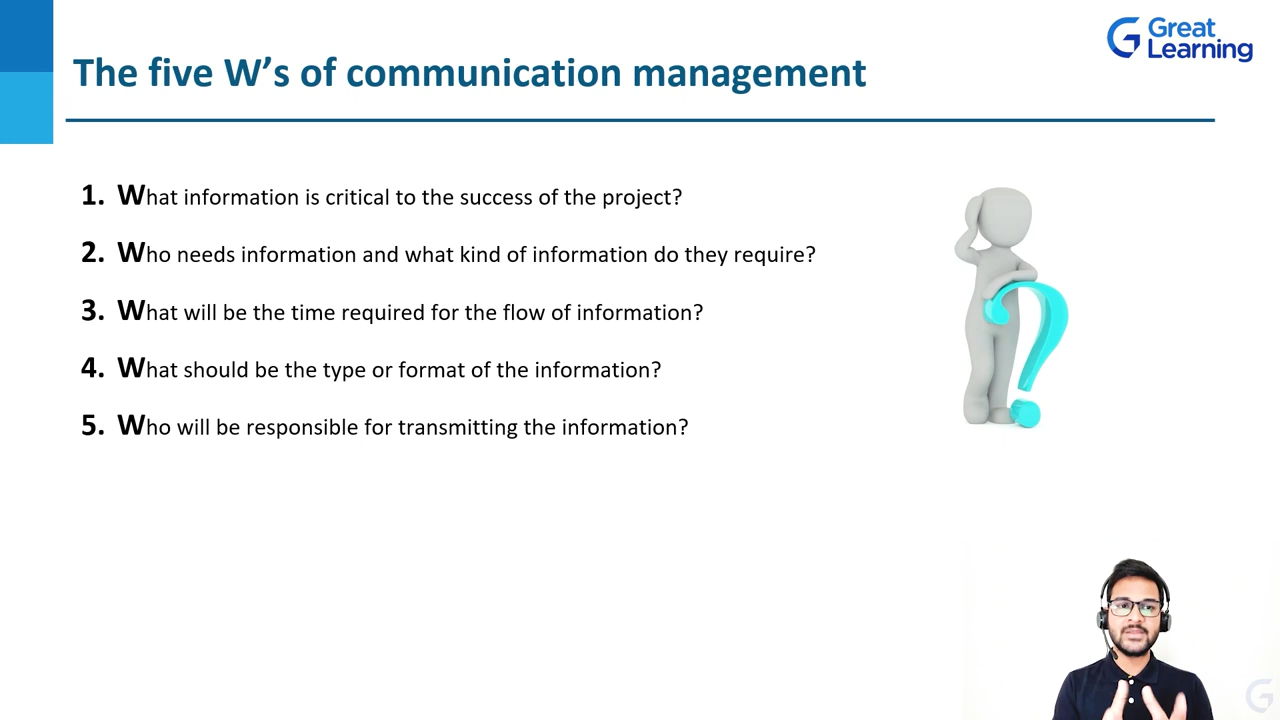 Great
Learning
The five W’s of communication management
1. What information is critical to the success of the project?
2. Who needs information and what kind of information do they require?
3. What will be the time required for the flow of information?
4. What should be the type or format of the information?
5. Who will be responsible for transmitting the information?